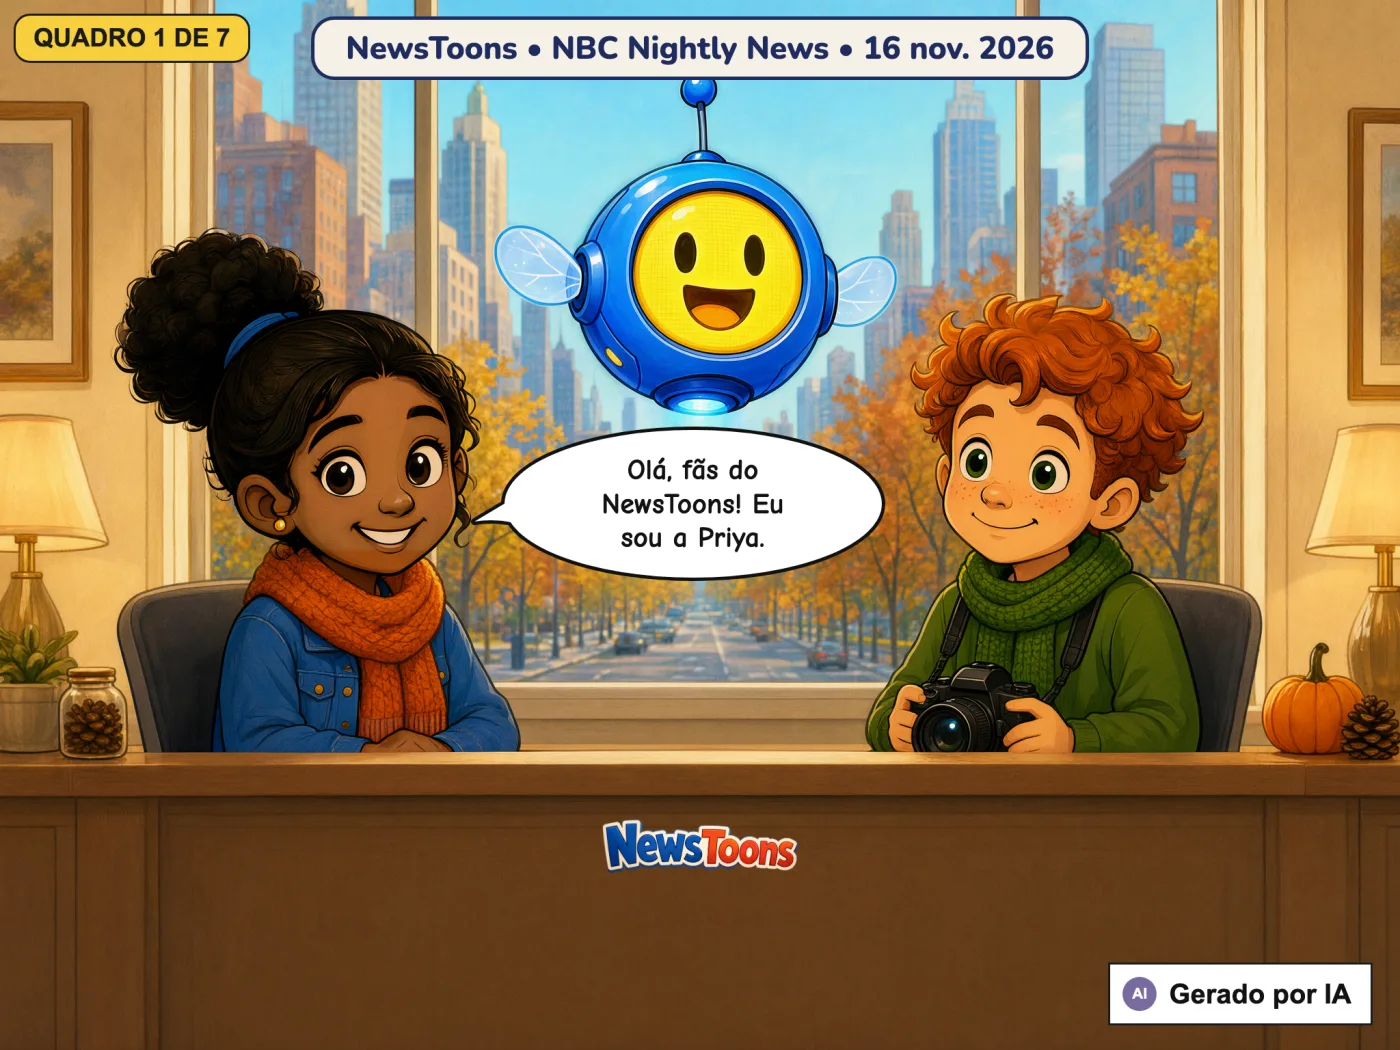 QUADRO 1 DE 7
NewsToons • NBC Nightly News • 16 nov. 2026
Olá, fãs do
NewsToons! Eu
sou a Priya.
NewsToons
AI Gerado por IA